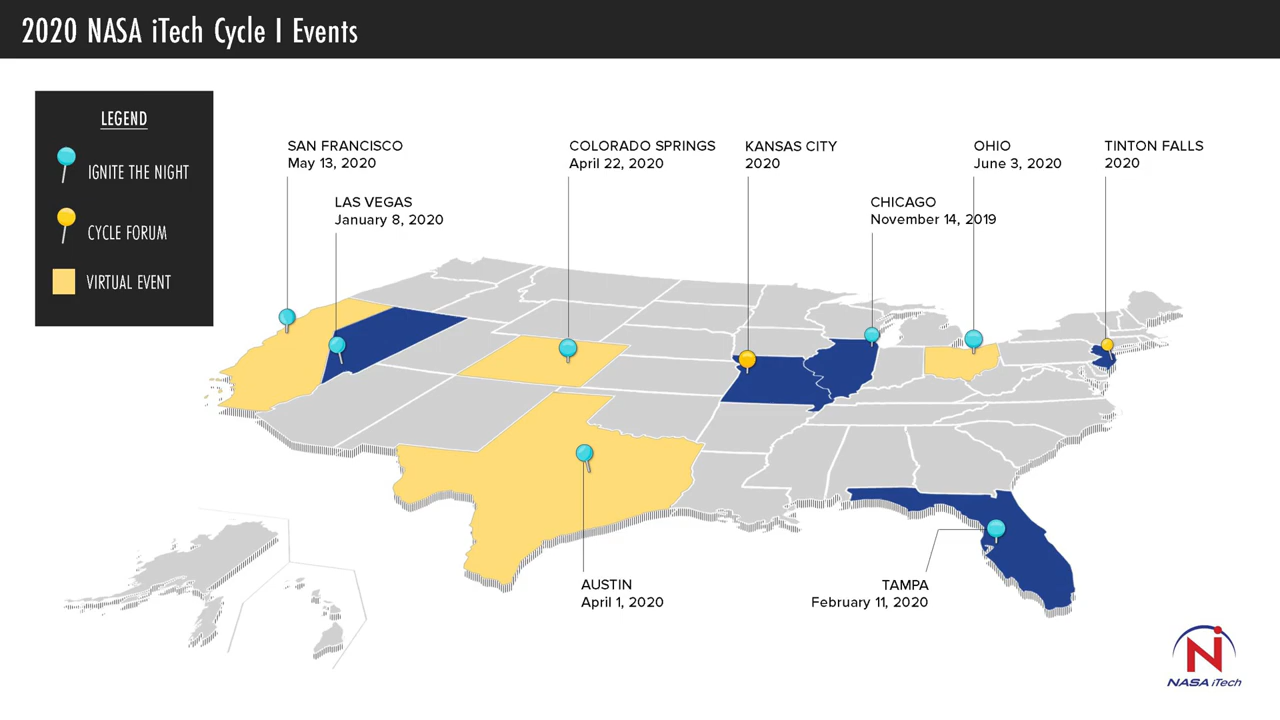 2020 NASA iTech Cycle I Events
LEGEND
IGNITE THE NIGHT
CYCLE FORUM
VIRTUAL EVENT
SAN FRANCISCO
May 13, 2020
LAS VEGAS
January 8, 2020
COLORADO SPRINGS
April 22, 2020
KANSAS CITY
2020
CHICAGO
November 14, 2019
OHIO
June 3, 2020
TINTON FALLS
2020
AUSTIN
April 1, 2020
TAMPA
February 11, 2020
Ni
NASA iTech